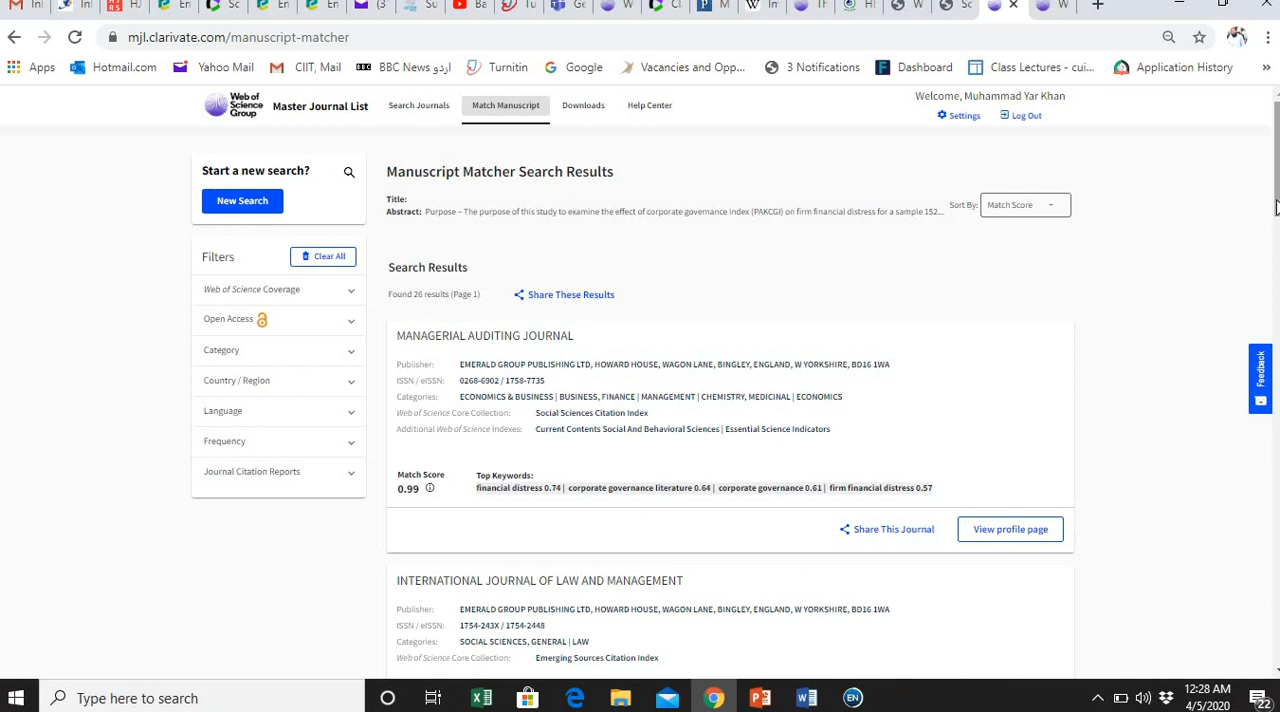 mjl.clarivate.com/manuscript-matcher
Apps Hotmail.com Yahoo Mail CIIT, Mail BBC BBC News اردو Turnitin Google Vacancies and Opp... 3 Notifications Dashboard Class Lectures - cui... Application History »
Web of Science Group Master Journal List Search Journals Match Manuscript Downloads Help Center
Welcome, Muhammad Yar Khan
Settings Log Out
Start a new search?
New Search
Filters Clear All
Web of Science Coverage
Open Access
Category
Country / Region
Language
Frequency
Journal Citation Reports
Manuscript Matcher Search Results
Title:
Abstract: Purpose – The purpose of this study to examine the effect of corporate governance index (PAKCGI) on firm financial distress for a sample 152...
Sort By: Match Score
Search Results
Found 26 results (Page 1) Share These Results
MANAGERIAL AUDITING JOURNAL
Publisher: EMERALD GROUP PUBLISHING LTD, HOWARD HOUSE, WAGON LANE, BINGLEY, ENGLAND, W YORKSHIRE, BD16 1WA
ISSN / eISSN: 0268-6902 / 1758-7735
Categories: ECONOMICS & BUSINESS | BUSINESS, FINANCE | MANAGEMENT | CHEMISTRY, MEDICINAL | ECONOMICS
Web of Science Core Collection: Social Sciences Citation Index
Additional Web of Science Indexes: Current Contents Social And Behavioral Sciences | Essential Science Indicators
Match Score
0.99
Top Keywords:
financial distress 0.74 | corporate governance literature 0.64 | corporate governance 0.61 | firm financial distress 0.57
Share This Journal View profile page
INTERNATIONAL JOURNAL OF LAW AND MANAGEMENT
Publisher: EMERALD GROUP PUBLISHING LTD, HOWARD HOUSE, WAGON LANE, BINGLEY, ENGLAND, W YORKSHIRE, BD16 1WA
ISSN / eISSN: 1754-243X / 1754-2448
Categories: SOCIAL SCIENCES, GENERAL | LAW
Web of Science Core Collection: Emerging Sources Citation Index
Feedback
Type here to search
EN
12:28 AM
4/5/2020
22